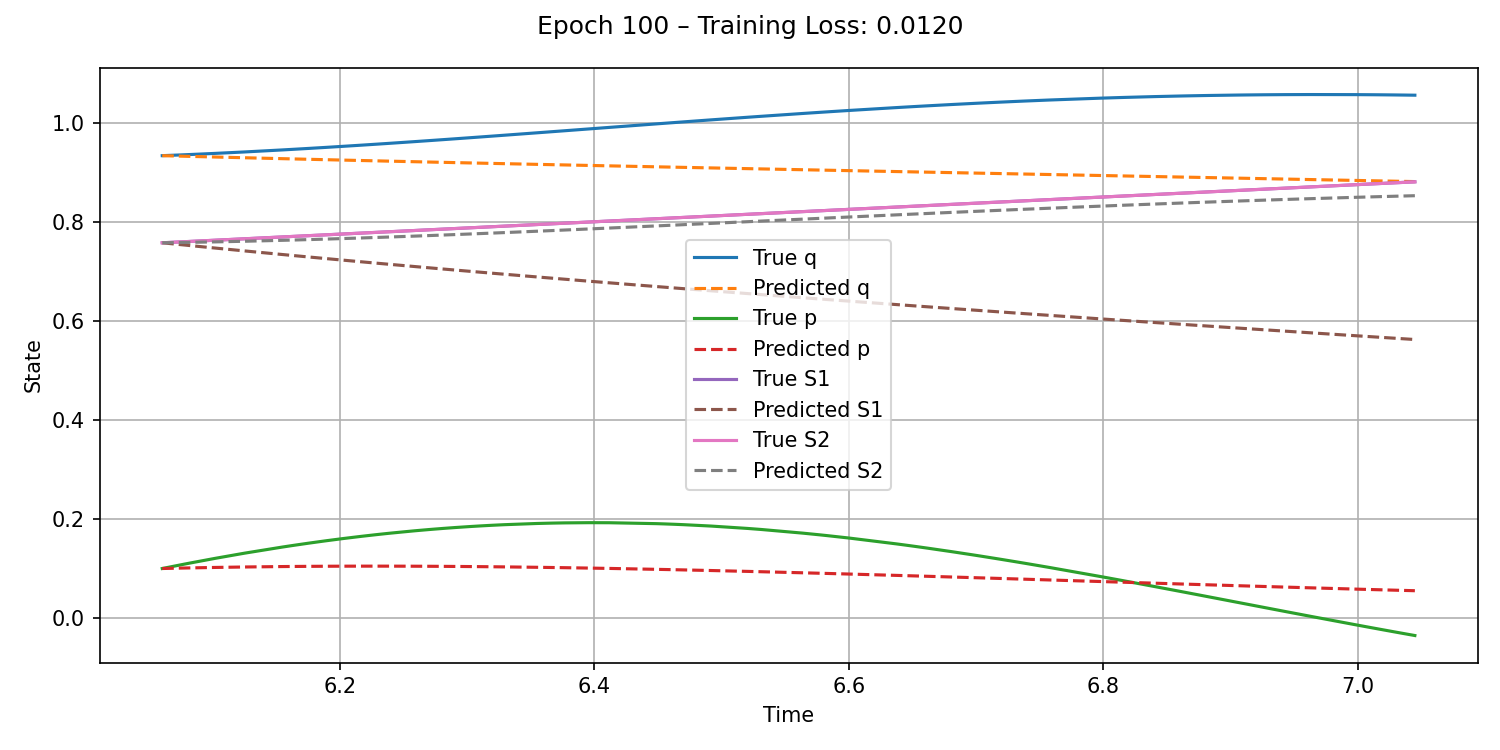 Epoch 100 – Training Loss: 0.0120
1.0
0.8
0.6
0.4
0.2
0.0
State
True q
Predicted q
True p
Predicted p
True S1
Predicted S1
True S2
Predicted S2
6.2 6.4 6.6 6.8 7.0
Time